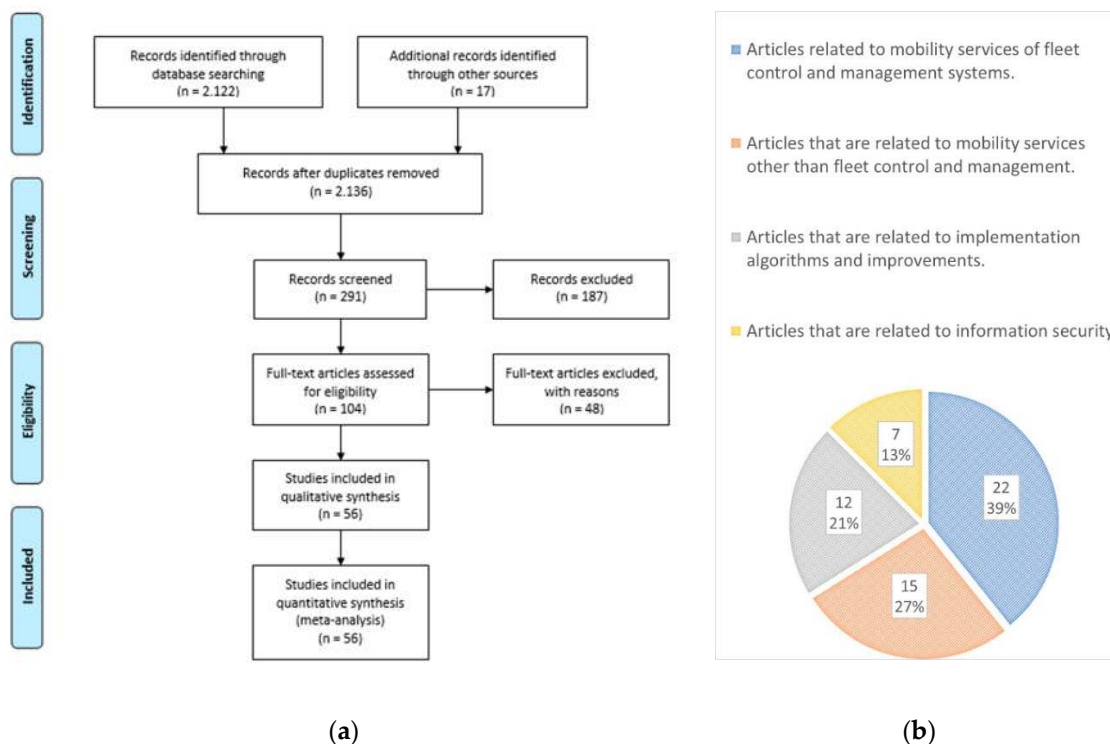 Identification
Records identified through
database searching
(n = 2.122)
Additional records identified
through other sources
(n = 17)
Screening
Records after duplicates removed
(n = 2.136)
Records screened
(n = 291)
Records excluded
(n = 187)
Eligibility
Full-text articles assessed
for eligibility
(n = 104)
Full-text articles excluded,
with reasons
(n = 48)
Studies included in
qualitative synthesis
(n = 56)
Included
Studies included in
quantitative synthesis
(meta-analysis)
(n = 56)
(a)
Articles related to mobility services of fleet
control and management systems.
Articles that are related to mobility services
other than fleet control and management.
Articles that are related to implementation
algorithms and improvements.
Articles that are related to information security
7
13%
22
39%
12
21%
15
27%
(b)